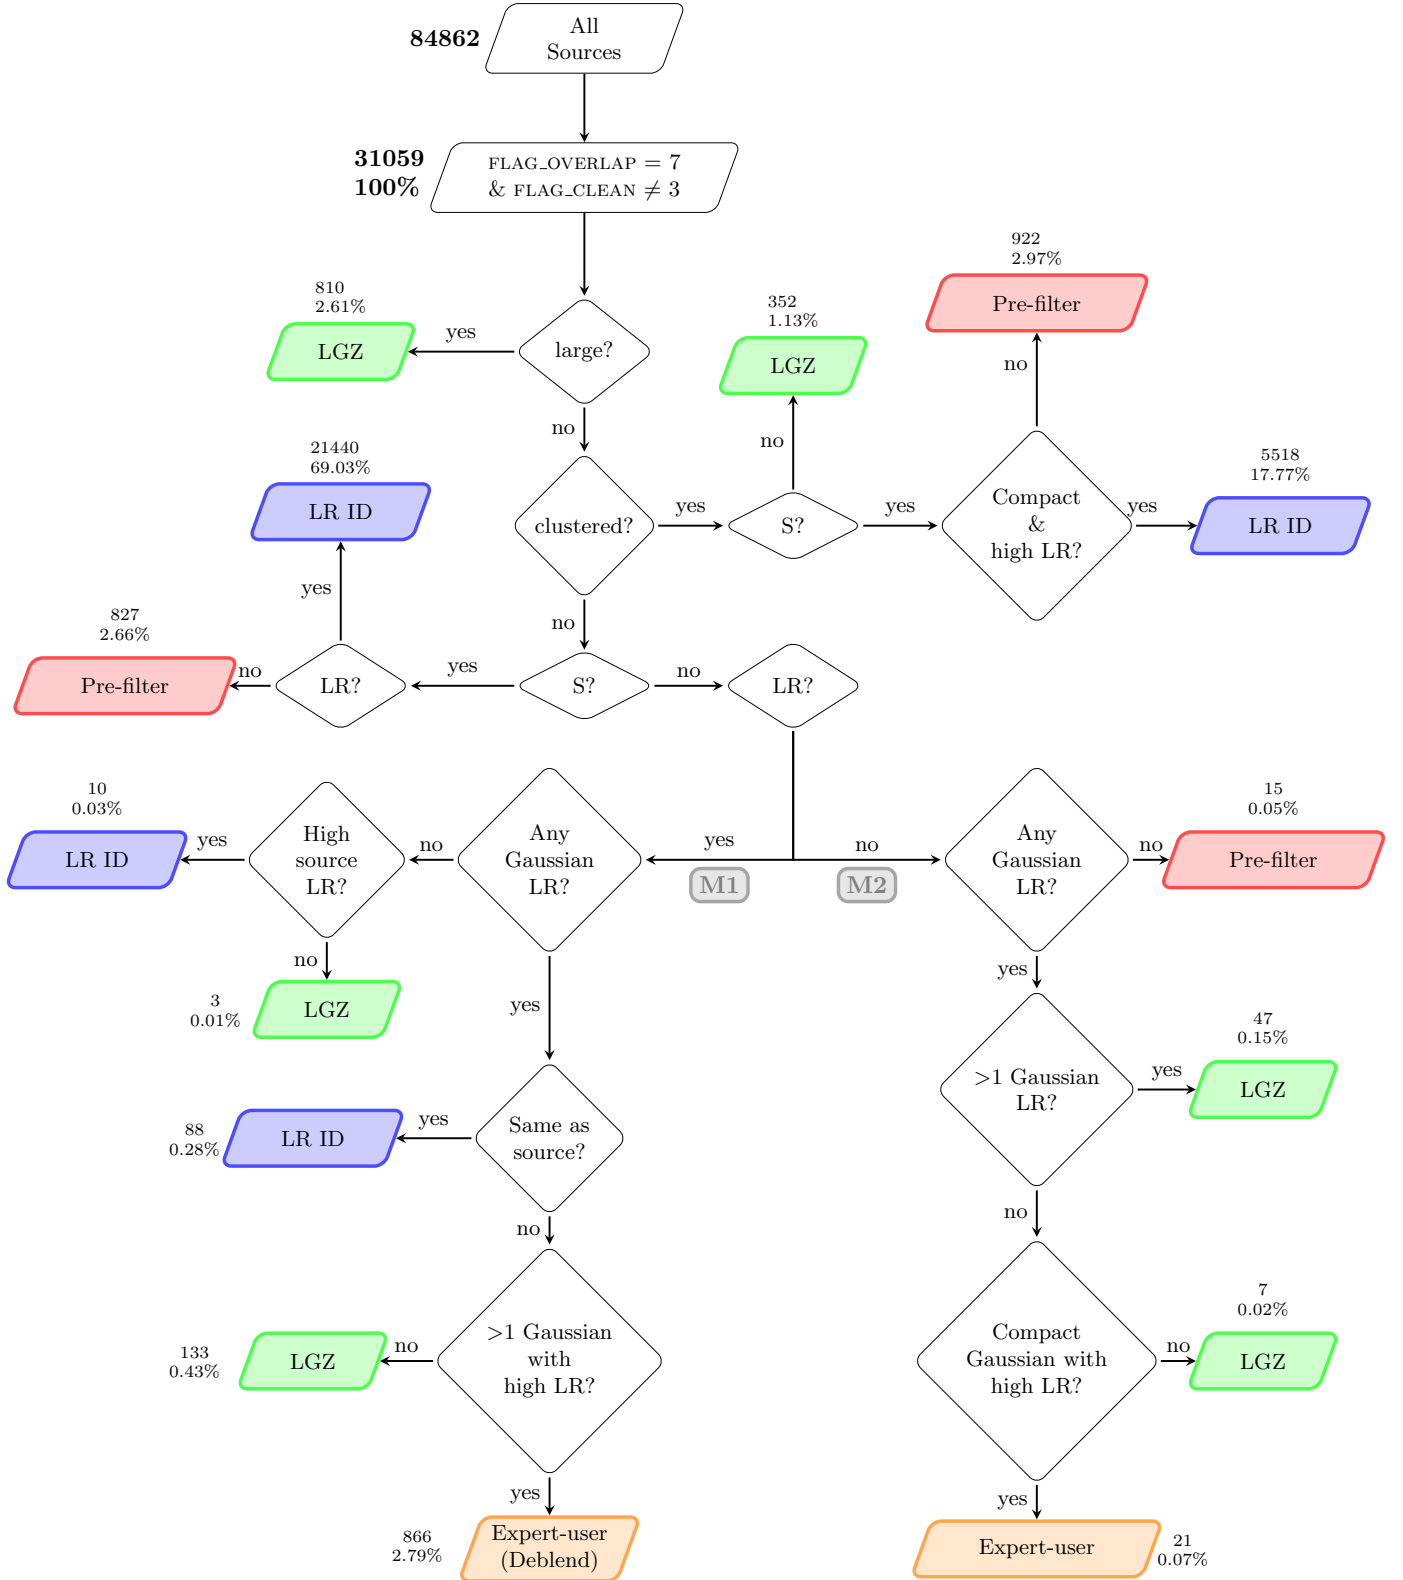 84862
All
Sources
31059
100%
FLAG_OVERLAP = 7
& FLAG_CLEAN ≠ 3
922
2.97%
Pre-filter
810
2.61%
LGZ
yes
large?
352
1.13%
LGZ
no
no
no
21440
69.03%
LR ID
clustered?
yes
S?
yes
Compact
&
high LR?
yes
5518
17.77%
LR ID
yes
no
827
2.66%
Pre-filter
no
LR?
yes
S?
no
LR?
10
0.03%
LR ID
yes
High
source
LR?
no
Any
Gaussian
LR?
yes
M1
no
M2
Any
Gaussian
LR?
no
15
0.05%
Pre-filter
no
3
0.01%
LGZ
yes
yes
>1 Gaussian
LR?
yes
47
0.15%
LGZ
88
0.28%
LR ID
yes
Same as
source?
no
no
133
0.43%
LGZ
no
>1 Gaussian
with
high LR?
Compact
Gaussian with
high LR?
no
7
0.02%
LGZ
yes
yes
866
2.79%
Expert-user
(Deblend)
Expert-user
21
0.07%